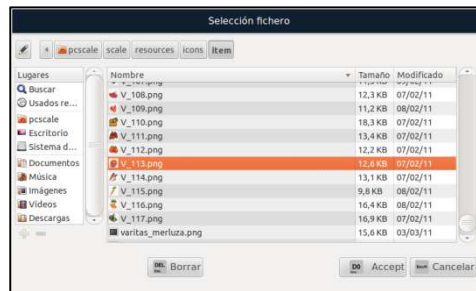 Selección fichero
pcscale scale resources icons item
Lugares Nombre Tamaño Modificado
Buscar
Usados re...
pcscale
Escritorio
Sistema d...
Documentos
Música
Imágenes
Vídeos
Descargas
V_108.png 12,3 KB 07/02/11
V_109.png 11,2 KB 08/02/11
V_110.png 18,3 KB 07/02/11
V_111.png 13,4 KB 07/02/11
V_112.png 12,2 KB 07/02/11
V_113.png 12,6 KB 07/02/11
V_114.png 13,1 KB 07/02/11
V_115.png 9,8 KB 08/02/11
V_116.png 16,4 KB 08/02/11
V_117.png 16,9 KB 07/02/11
varitas_merluza.png 15,6 KB 03/03/11
Borrar Accept Cancelar